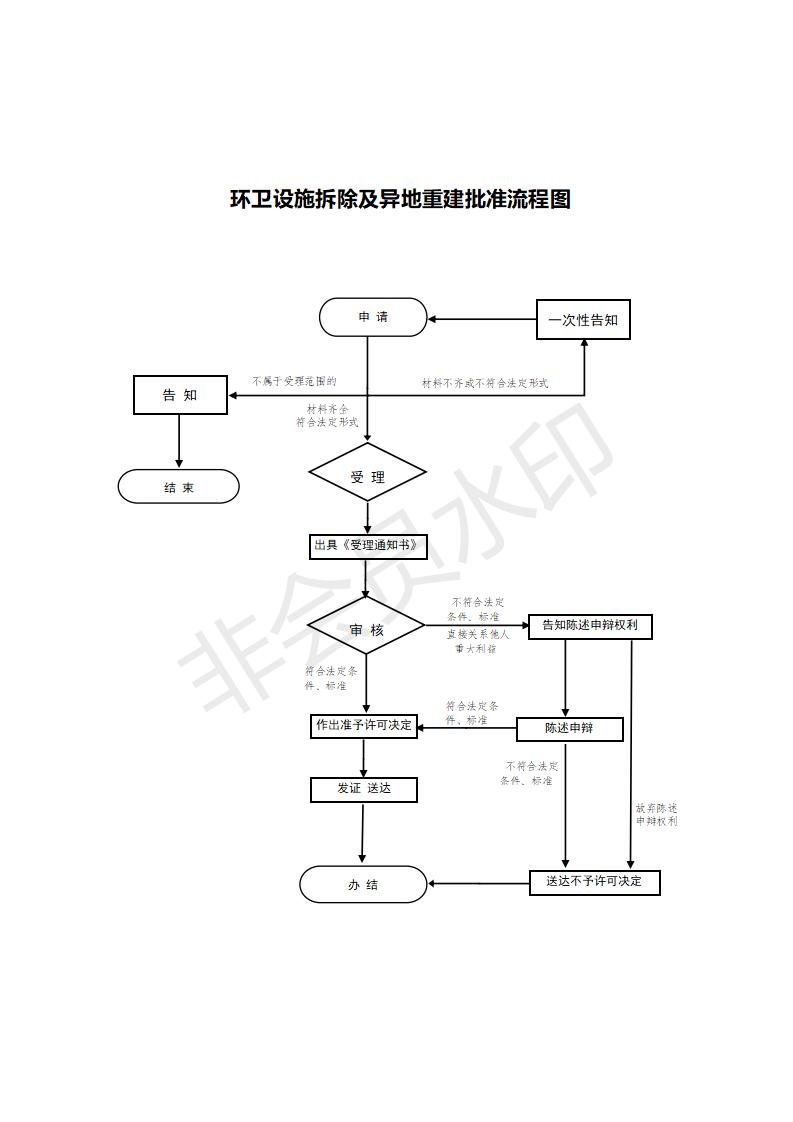 环卫设施拆除及异地重建批准流程图
申 请
一次性告知
不属于受理范围的
材料不齐或不符合法定形式
告 知
材料齐全
符合法定形式
受 理
结 束
出具《受理通知书》
不符合法定
条件、标准
直接关系他人
重大利益
告知陈述申辩权利
审 核
符合法定条
件、标准
符合法定条
件、标准
作出准予许可决定
陈述申辩
不符合法定
条件、标准
发证 送达
放弃陈述
申辩权利
办 结
送达不予许可决定
非会员水印